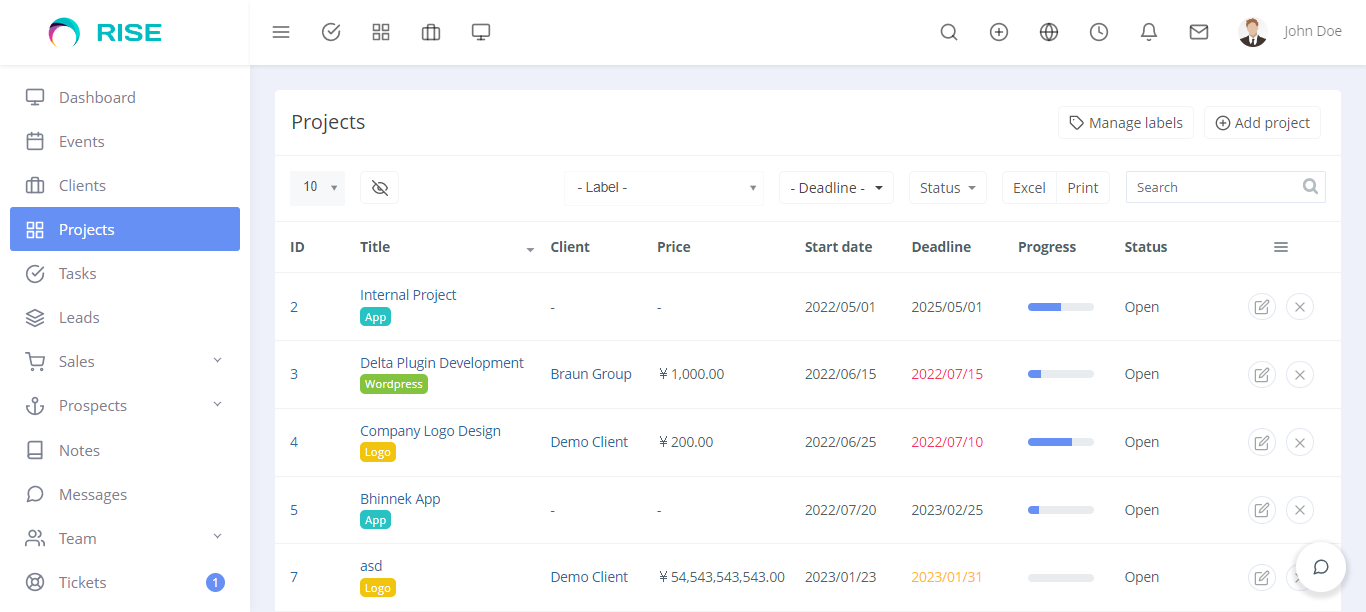 RISE
John Doe
Dashboard
Events
Clients
Projects
Tasks
Leads
Sales
Prospects
Notes
Messages
Team
Tickets 1
Projects
Manage labels Add project
10 - Label - - Deadline - Status Excel Print Search
ID Title Client Price Start date Deadline Progress Status
2 Internal Project - - 2022/05/01 2025/05/01 Open
App
3 Delta Plugin Development Braun Group ¥ 1,000.00 2022/06/15 2022/07/15 Open
Wordpress
4 Company Logo Design Demo Client ¥ 200.00 2022/06/25 2022/07/10 Open
Logo
5 Bhinnek App - - 2022/07/20 2023/02/25 Open
App
7 asd Demo Client ¥ 54,543,543,543.00 2023/01/23 2023/01/31 Open
Logo